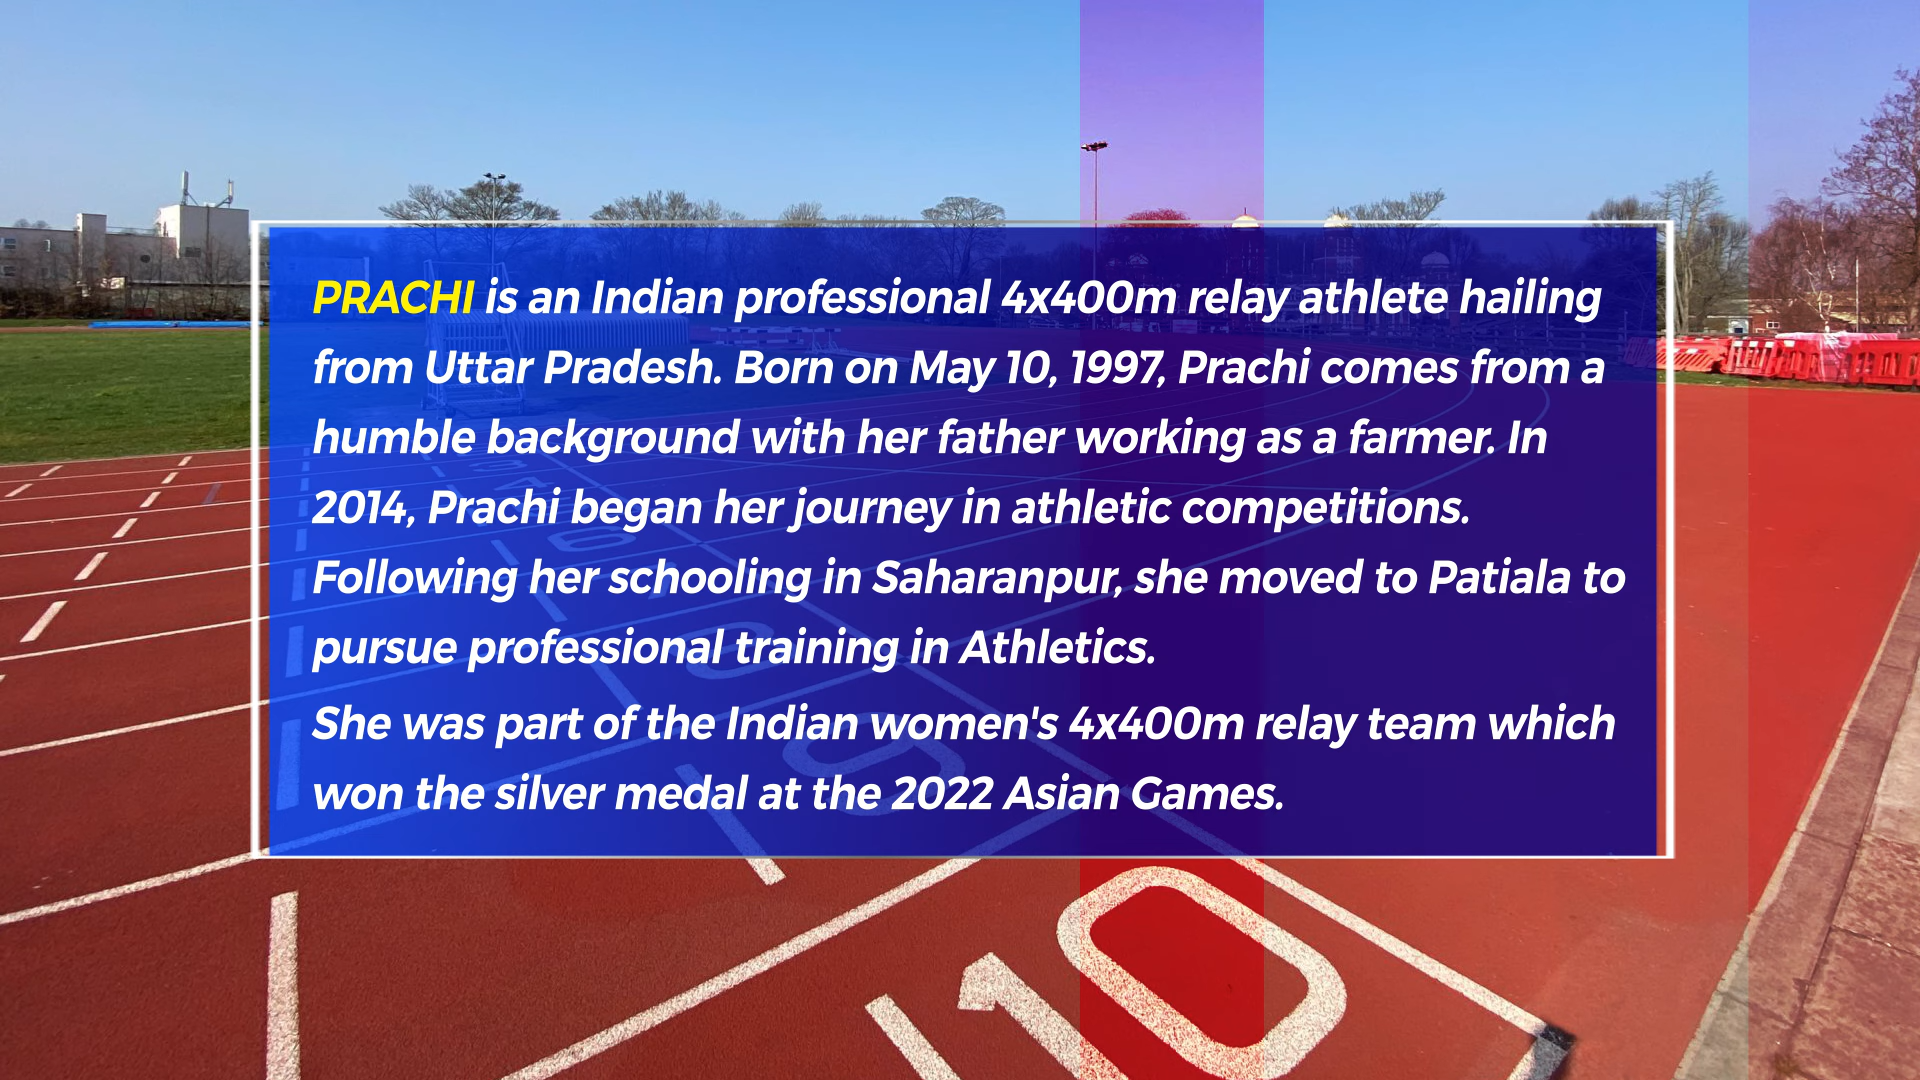 PRACHI is an Indian professional 4x400m relay athlete hailing
from Uttar Pradesh. Born on May 10, 1997, Prachi comes from a
humble background with her father working as a farmer. In
2014, Prachi began her journey in athletic competitions.
Following her schooling in Saharanpur, she moved to Patiala to
pursue professional training in Athletics.
She was part of the Indian women's 4x400m relay team which
won the silver medal at the 2022 Asian Games.
9
10